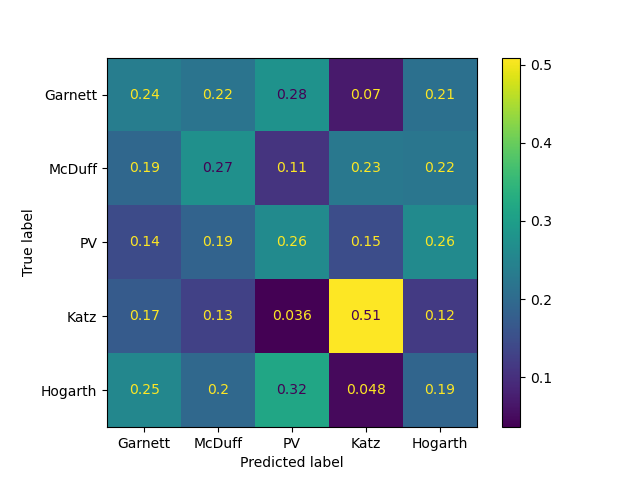 Garnett 0.24 0.22 0.28 0.07 0.21
McDuff 0.19 0.27 0.11 0.23 0.22
PV 0.14 0.19 0.26 0.15 0.26
Katz 0.17 0.13 0.036 0.51 0.12
Hogarth 0.25 0.2 0.32 0.048 0.19
Garnett McDuff PV Katz Hogarth
Predicted label
True label
0.5
0.4
0.3
0.2
0.1